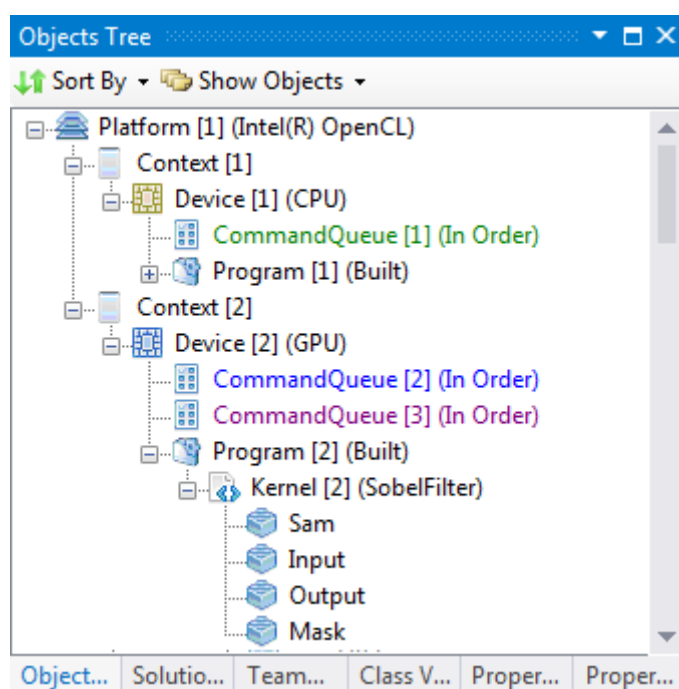 Objects Tree
Sort By Show Objects
Platform [1] (Intel(R) OpenCL)
Context [1]
Device [1] (CPU)
CommandQueue [1] (In Order)
Program [1] (Built)
Context [2]
Device [2] (GPU)
CommandQueue [2] (In Order)
CommandQueue [3] (In Order)
Program [2] (Built)
Kernel [2] (SobelFilter)
Sam
Input
Output
Mask
Object... Solutio... Team... Class V... Proper... Proper...